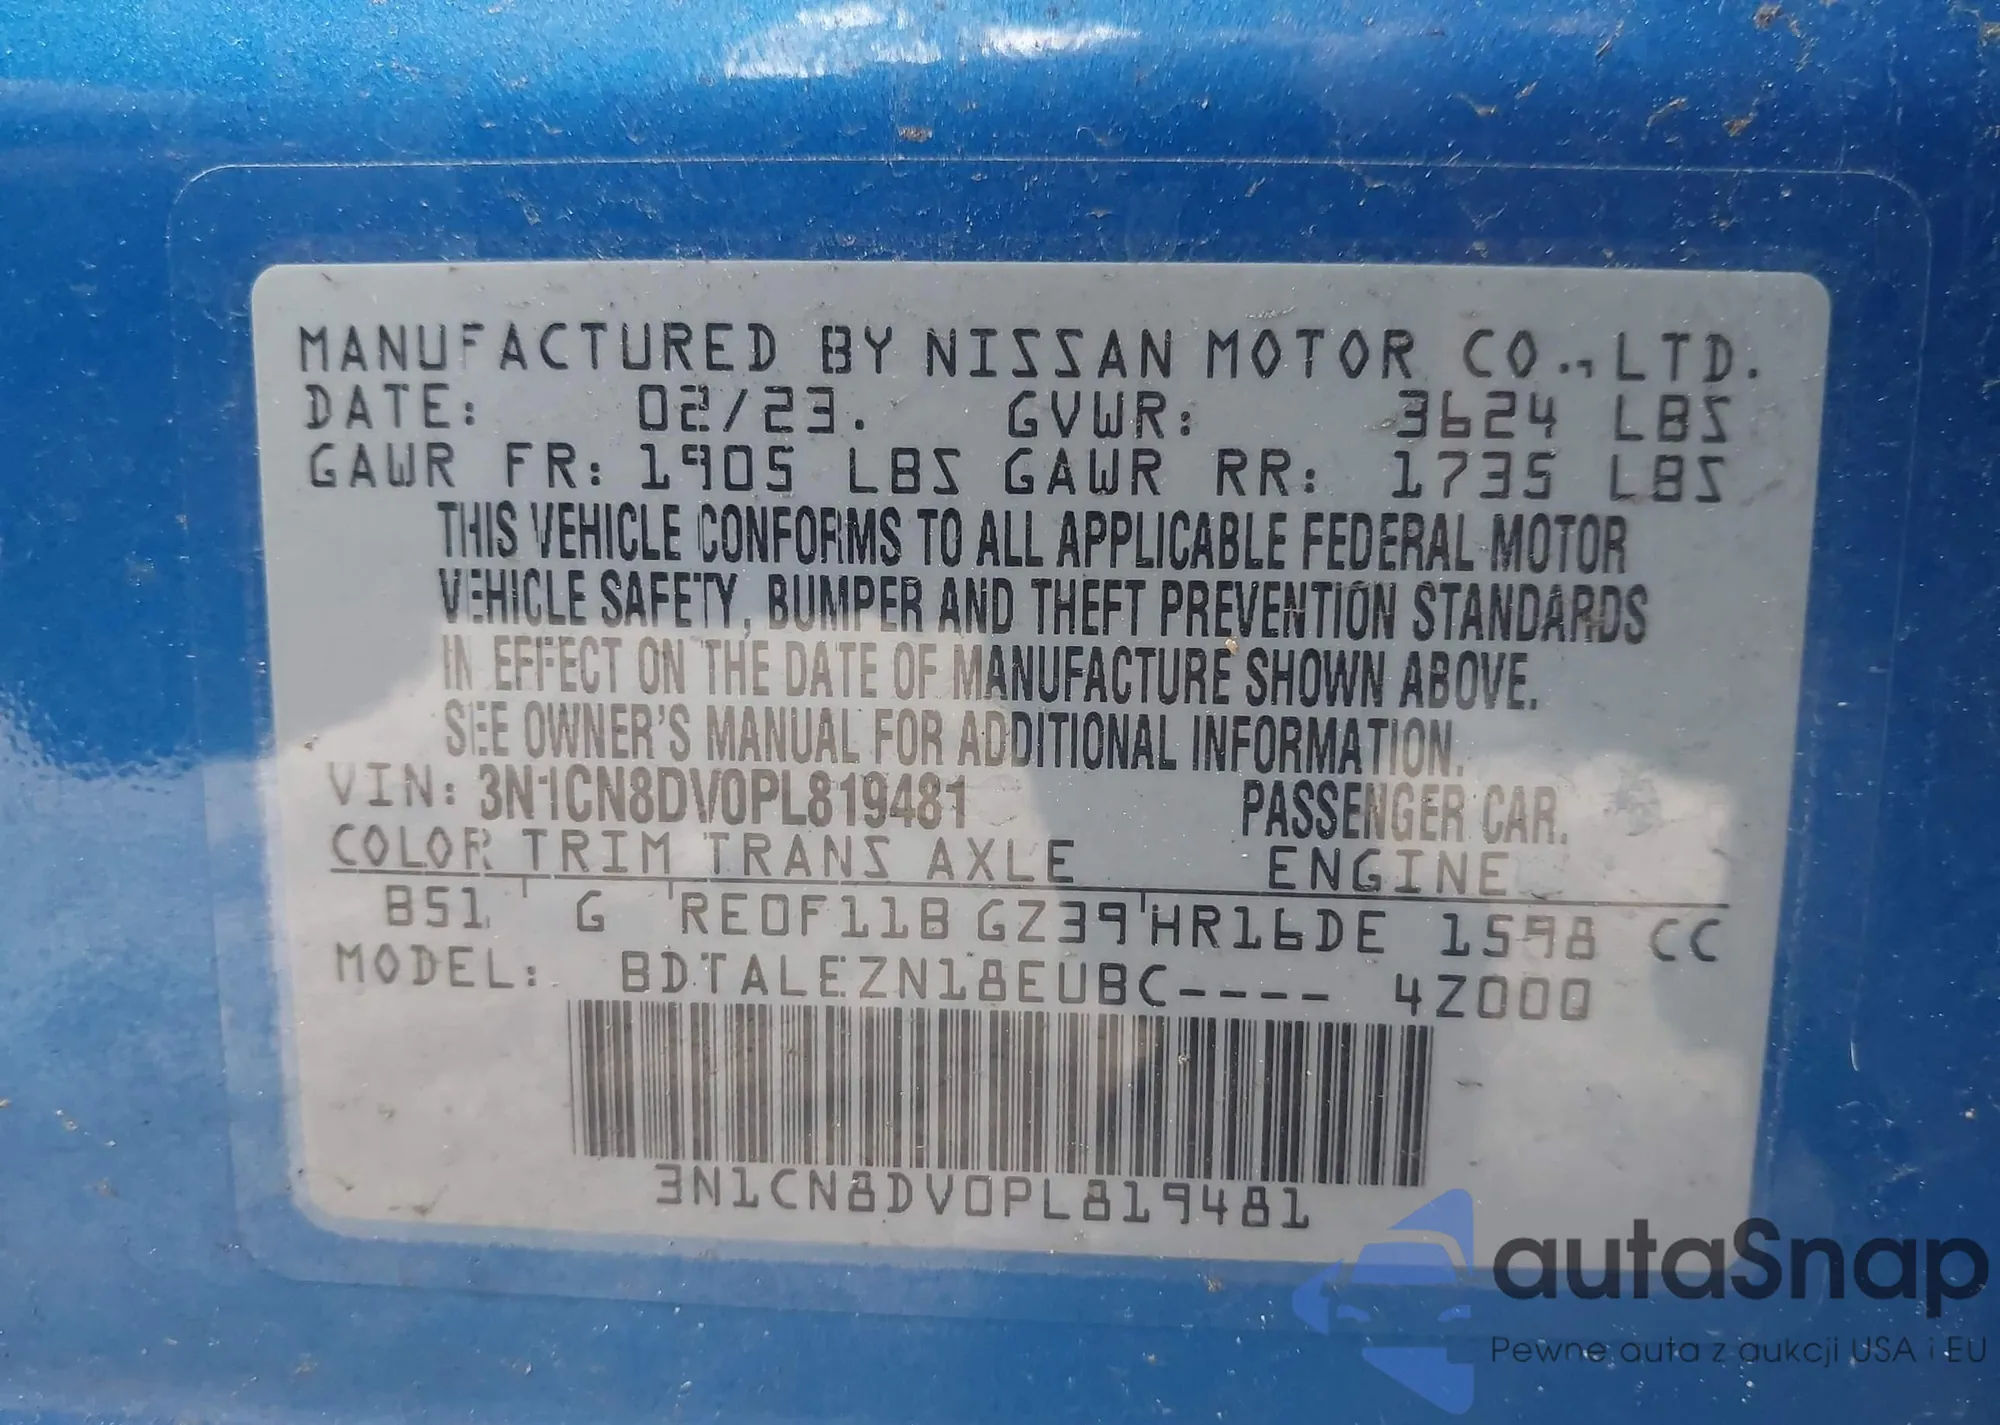 MANUFACTURED BY NISSAN MOTOR CO., LTD.
DATE: 02/23. GVWR: 3624 LBS
GAWR FR: 1905 LBS GAWR RR: 1735 LBS
THIS VEHICLE CONFORMS TO ALL APPLICABLE FEDERAL MOTOR
VEHICLE SAFETY, BUMPER AND THEFT PREVENTION STANDARDS
IN EFFECT ON THE DATE OF MANUFACTURE SHOWN ABOVE.
SEE OWNER'S MANUAL FOR ADDITIONAL INFORMATION.
VIN: 3N1CN8DV0PL819481 PASSENGER CAR.
COLOR TRIM TRANS AXLE ENGINE
B51 G RE0F11B GZ39 HR16DE 1598 CC
MODEL: BDTALEZN18EUBC---- 4Z000
3N1CN8DV0PL819481
autaSnap
Pewne auta z aukcji USA i EU